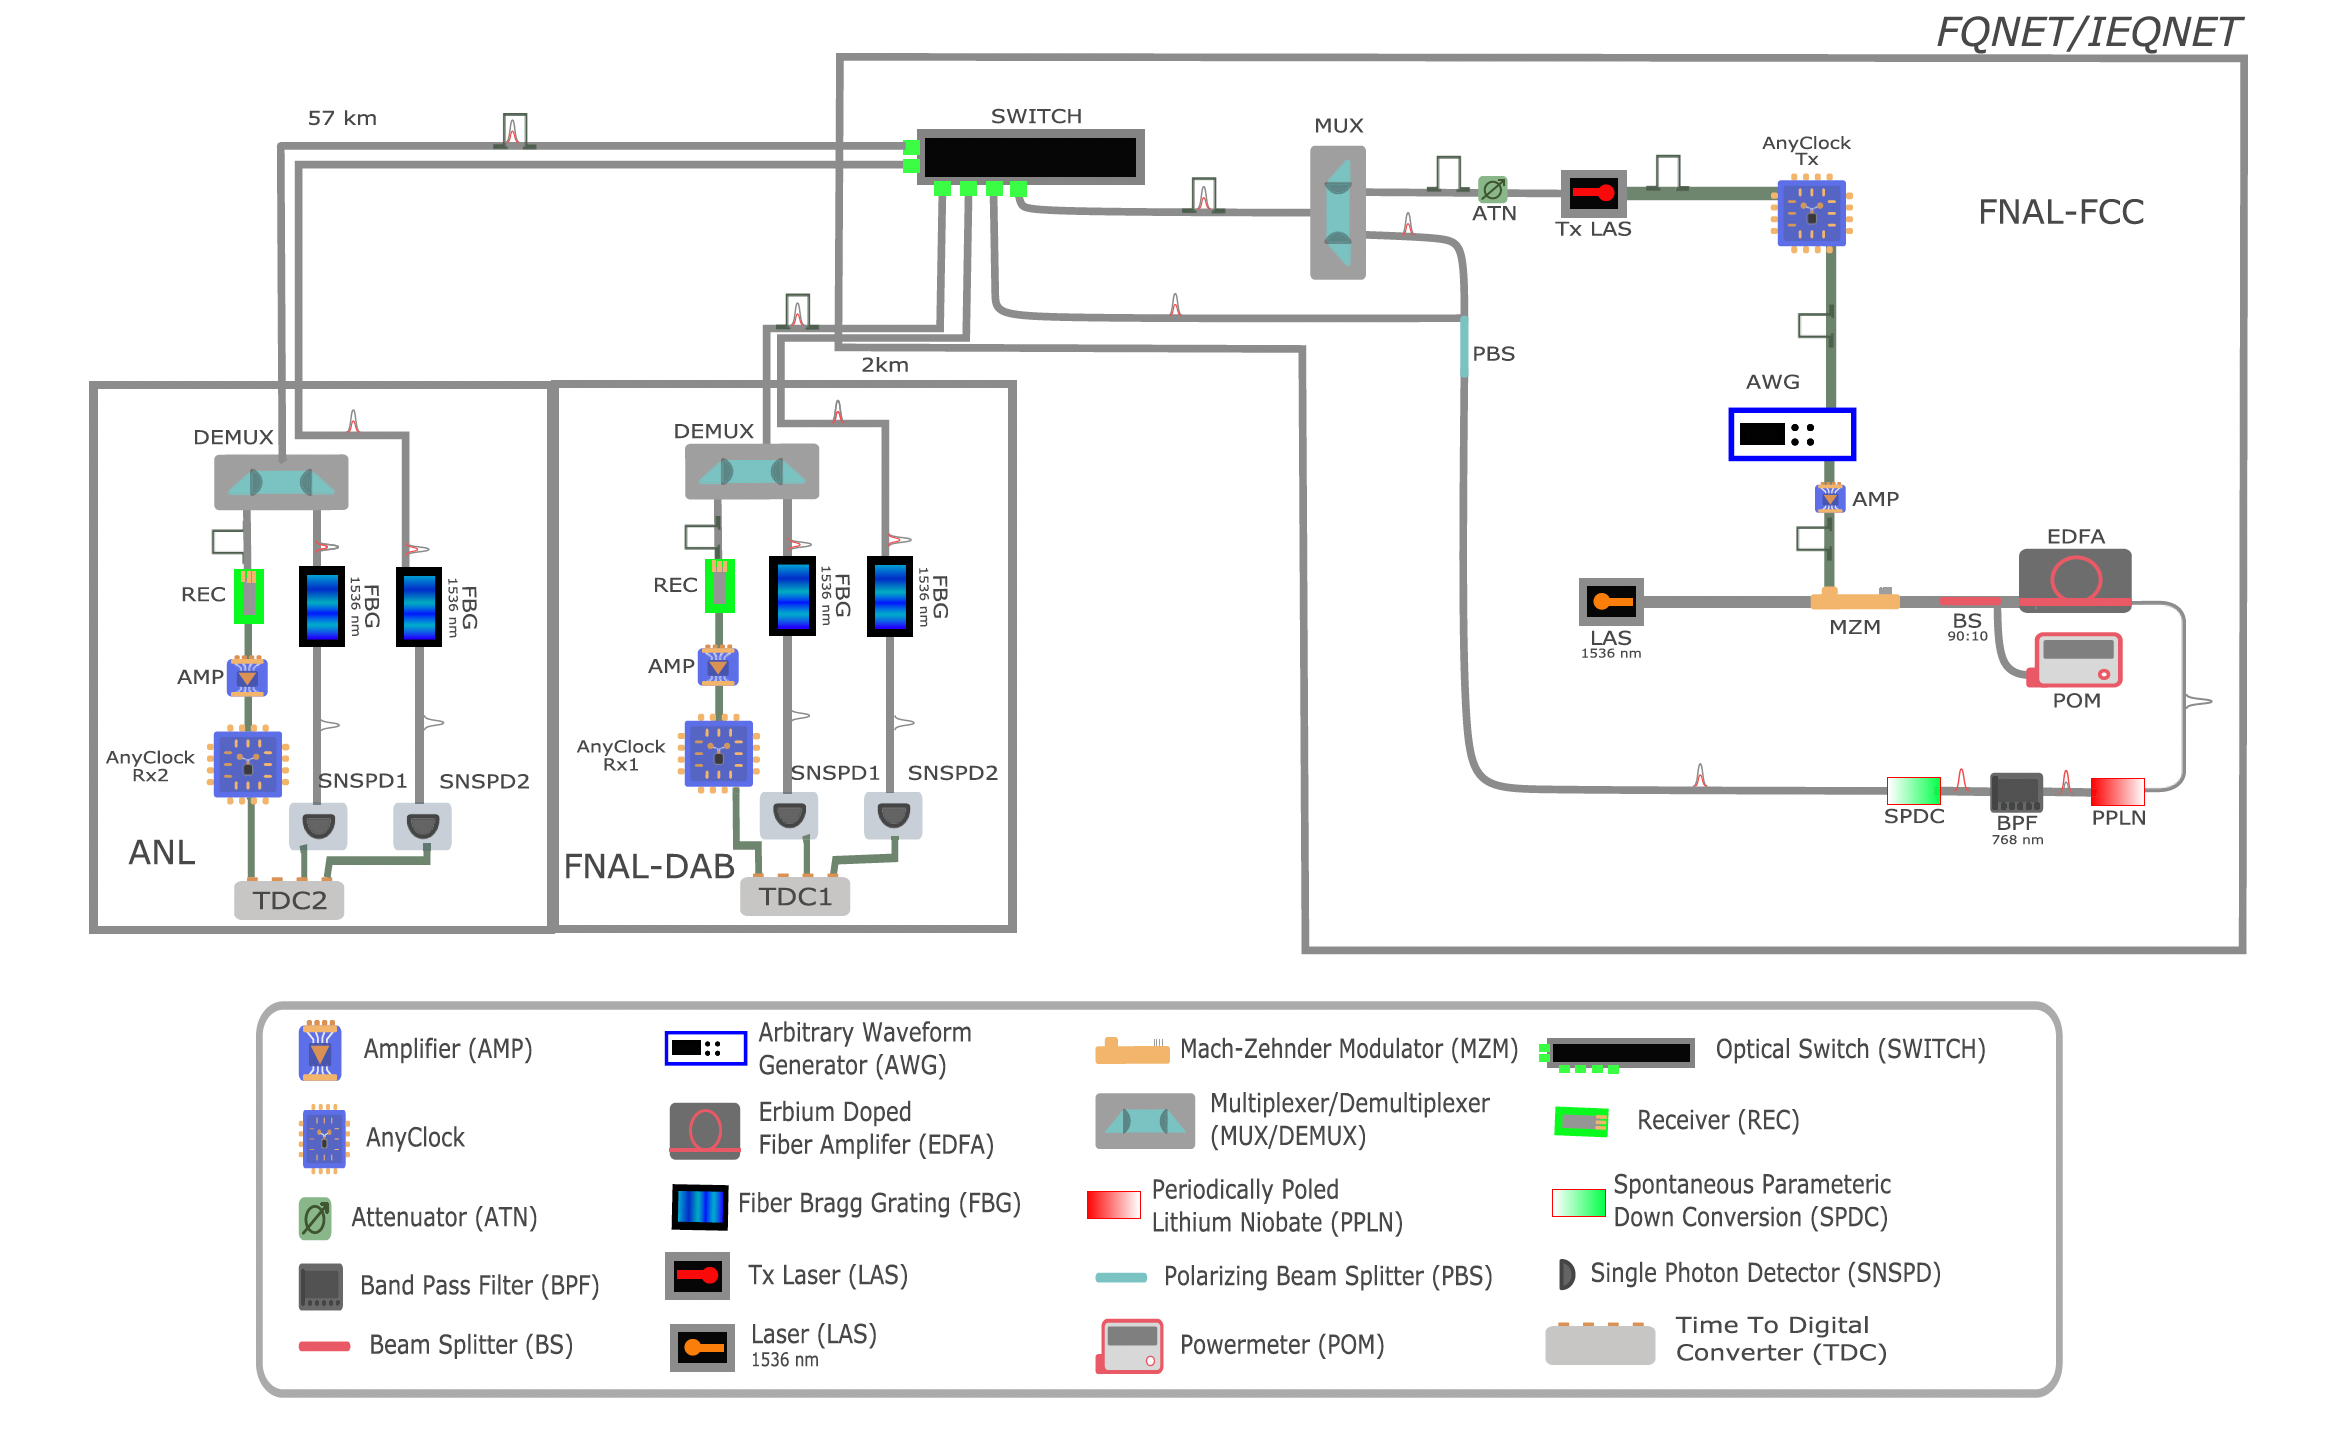 FQNET/IEQNET
57 km
SWITCH
MUX
AnyClock
Tx
ATN
Tx LAS
FNAL-FCC
PBS
2km
AWG
AMP
EDFA
LAS
1536 nm
MZM
BS
90:10
POM
SPDC
BPF
768 nm
PPLN
DEMUX
REC
FBG
1536 nm
FBG
1536 nm
AMP
AnyClock
Rx2
SNSPD1
SNSPD2
ANL
TDC2
DEMUX
REC
FBG
1536 nm
FBG
1536 nm
AMP
AnyClock
Rx1
SNSPD1
SNSPD2
FNAL-DAB
TDC1
Amplifier (AMP)
AnyClock
Attenuator (ATN)
Band Pass Filter (BPF)
Beam Splitter (BS)
Arbitrary Waveform
Generator (AWG)
Erbium Doped
Fiber Amplifer (EDFA)
Fiber Bragg Grating (FBG)
Tx Laser (LAS)
Laser (LAS)
1536 nm
Mach-Zehnder Modulator (MZM)
Multiplexer/Demultiplexer
(MUX/DEMUX)
Periodically Poled
Lithium Niobate (PPLN)
Polarizing Beam Splitter (PBS)
Powermeter (POM)
Optical Switch (SWITCH)
Receiver (REC)
Spontaneous Parameteric
Down Conversion (SPDC)
Single Photon Detector (SNSPD)
Time To Digital
Converter (TDC)